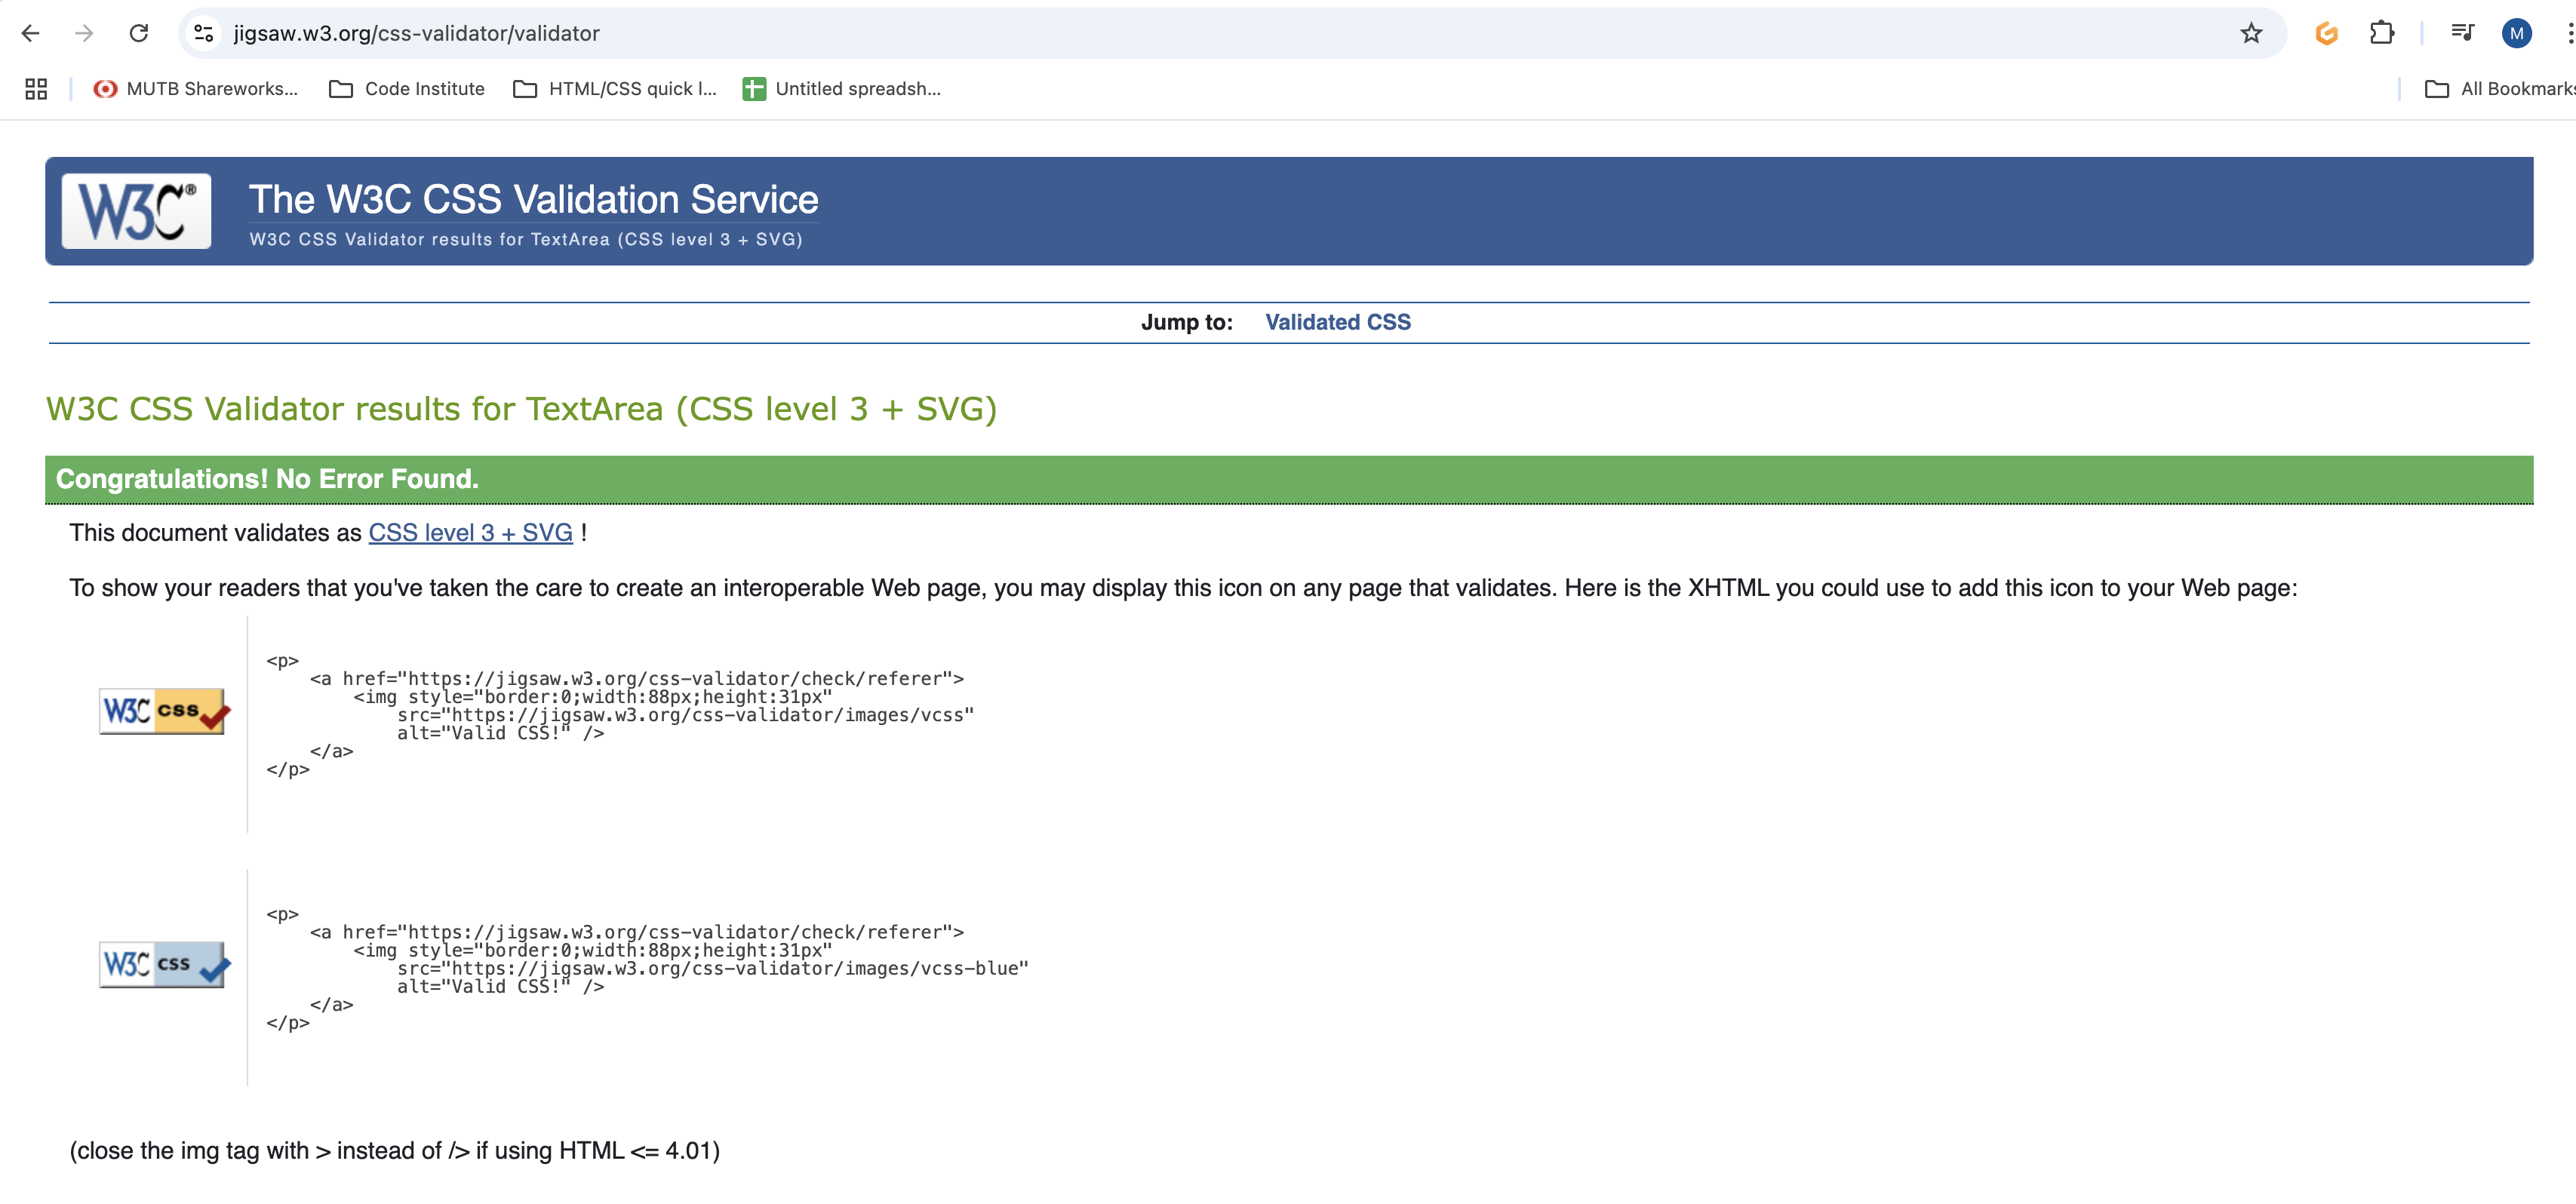 jigsaw.w3.org/css-validator/validator
M
MUTB Shareworks...
Code Institute
HTML/CSS quick l...
Untitled spreadsh...
All Bookmarks
W3C®
The W3C CSS Validation Service
W3C CSS Validator results for TextArea (CSS level 3 + SVG)
Jump to: Validated CSS
W3C CSS Validator results for TextArea (CSS level 3 + SVG)
Congratulations! No Error Found.
This document validates as CSS level 3 + SVG !
To show your readers that you've taken the care to create an interoperable Web page, you may display this icon on any page that validates. Here is the XHTML you could use to add this icon to your Web page:
W3C css
<p>
    <a href="https://jigsaw.w3.org/css-validator/check/referer">
        <img style="border:0;width:88px;height:31px"
            src="https://jigsaw.w3.org/css-validator/images/vcss"
            alt="Valid CSS!" />
    </a>
</p>
W3C css
<p>
    <a href="https://jigsaw.w3.org/css-validator/check/referer">
        <img style="border:0;width:88px;height:31px"
            src="https://jigsaw.w3.org/css-validator/images/vcss-blue"
            alt="Valid CSS!" />
    </a>
</p>
(close the img tag with > instead of /> if using HTML <= 4.01)